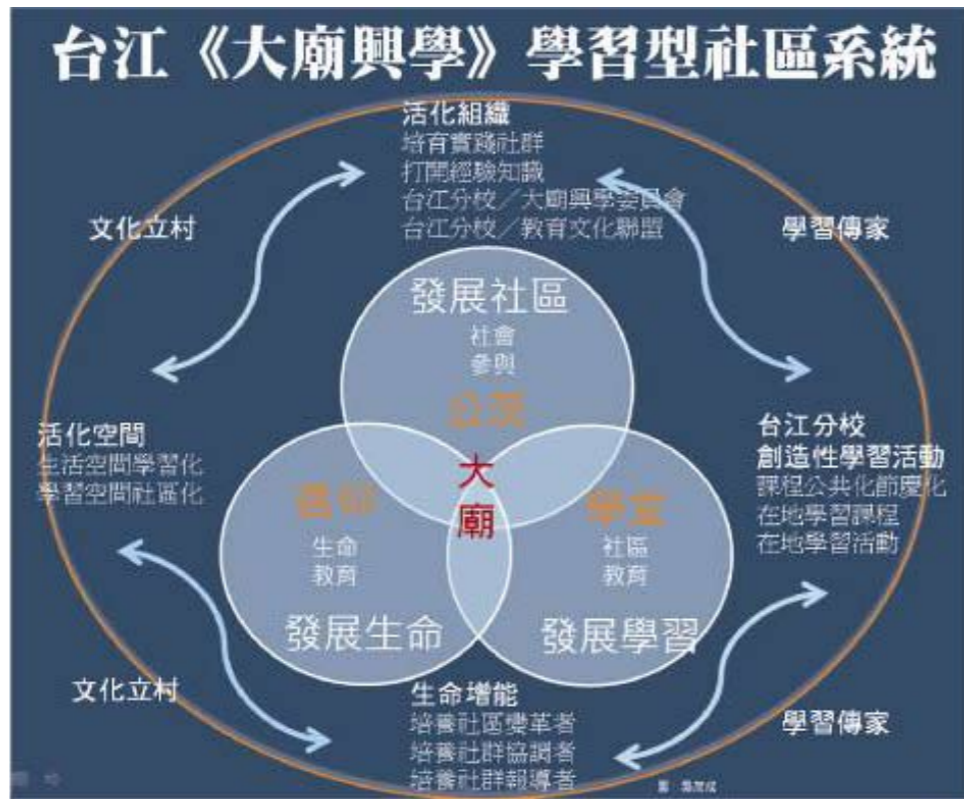 台江《大廟興學》學習型社區系統
活化組織
培育實踐社群
打開經驗知識
台江分校／大廟興學委員會
台江分校／教育文化聯盟
文化立村
學習傳家
發展社區
社會
參與
公民
活化空間
生活空間學習化
學習空間社區化
台江分校
創造性學習活動
課程公共化節慶化
在地學習課程
在地學習活動
大
廟
信仰
生命
教育
發展生命
學堂
社區
教育
發展學習
文化立村
生命增能
培養社區變革者
培養社群協調者
培養社群報導者
學習傳家